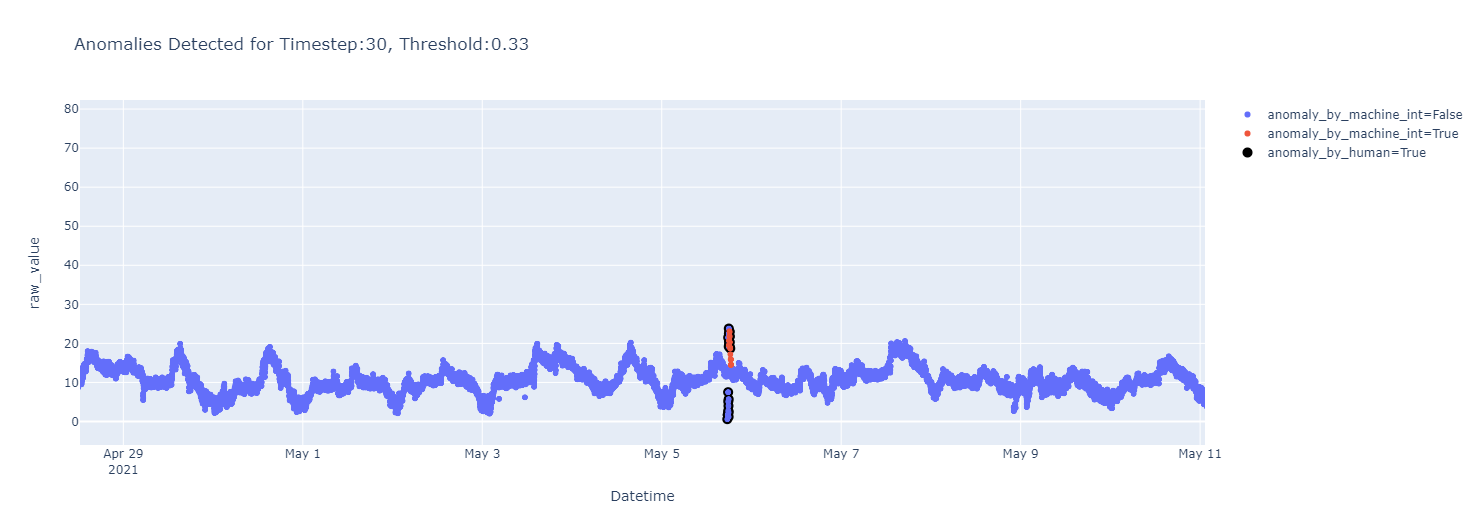 Anomalies Detected for Timestep:30, Threshold:0.33
80
70
60
50
40
30
20
10
0
raw_value
Apr 29
2021
May 1
May 3
May 5
May 7
May 9
May 11
Datetime
anomaly_by_machine_int=False
anomaly_by_machine_int=True
anomaly_by_human=True